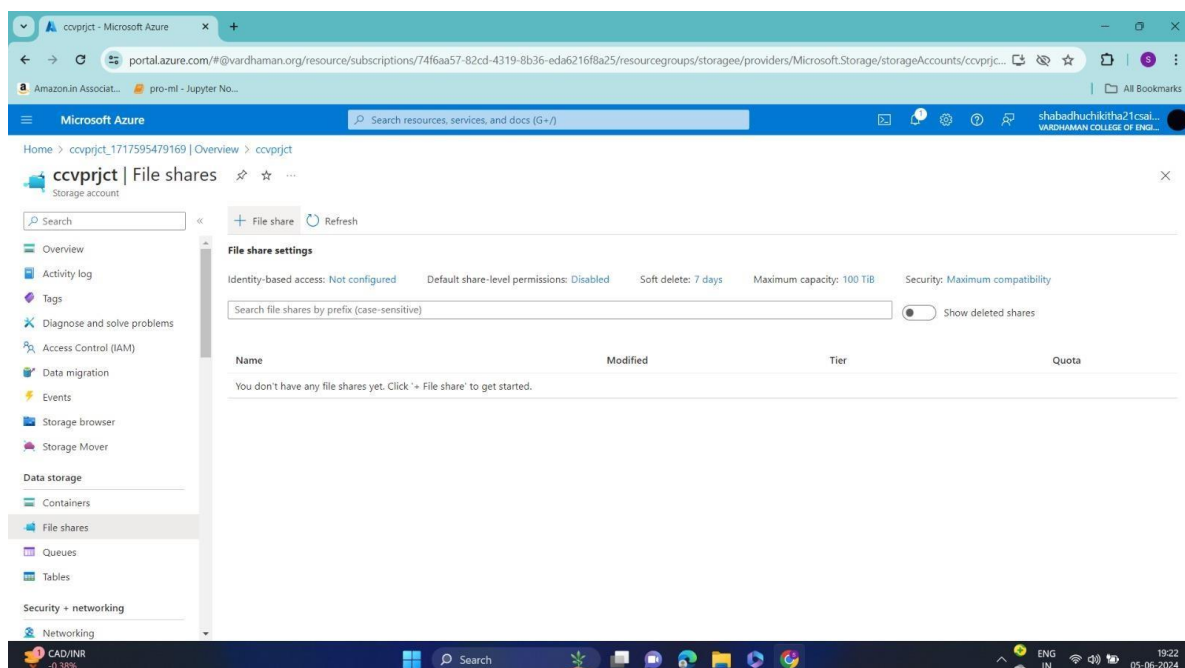 ccvprjct - Microsoft Azure
portal.azure.com/#@vardhaman.org/resource/subscriptions/74f6aa57-82cd-4319-8b36-eda6216f8a25/resourcegroups/storagee/providers/Microsoft.Storage/storageAccounts/ccvprjc...
S
a Amazon.in Associat... pro-ml - Jupyter No... All Bookmarks
Microsoft Azure Search resources, services, and docs (G+/) 1 shabadhuchikitha21csai...
VARDHAMAN COLLEGE OF ENGI...
Home > ccvprjct_1717595479169 | Overview > ccvprjct
ccvprjct | File shares ...
Storage account
Search + File share Refresh
Overview File share settings
Activity log Identity-based access: Not configured Default share-level permissions: Disabled Soft delete: 7 days Maximum capacity: 100 TiB Security: Maximum compatibility
Tags
Diagnose and solve problems Search file shares by prefix (case-sensitive) Show deleted shares
Access Control (IAM)
Name Modified Tier Quota
Data migration
You don't have any file shares yet. Click '+ File share' to get started.
Events
Storage browser
Storage Mover
Data storage
Containers
File shares
Queues
Tables
Security + networking
Networking
1 CAD/INR Search ENG 19:22
-0.38% IN 05-06-2024